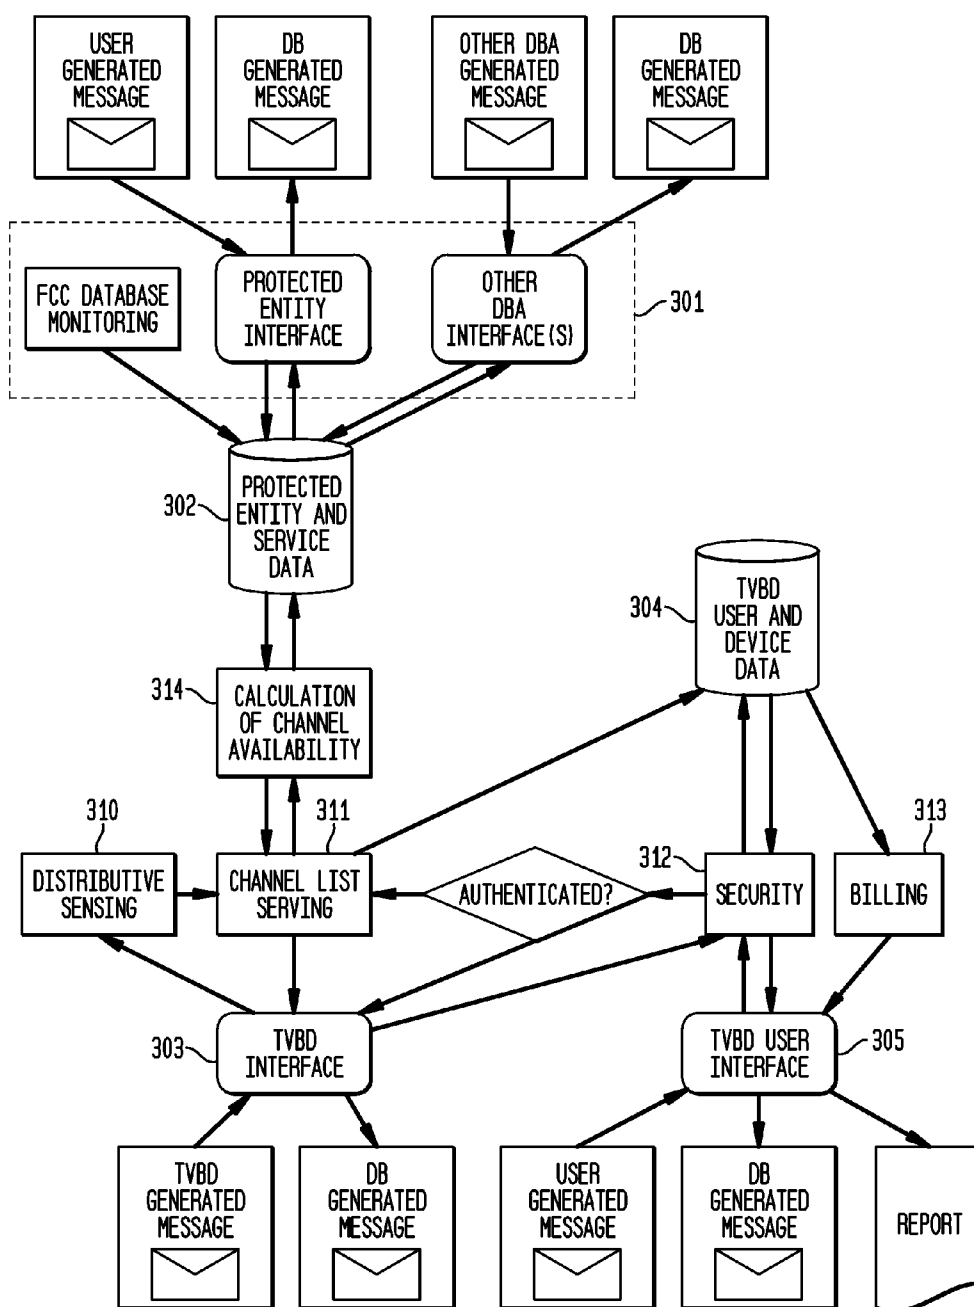 USER
GENERATED
MESSAGE
DB
GENERATED
MESSAGE
OTHER DBA
GENERATED
MESSAGE
DB
GENERATED
MESSAGE
FCC DATABASE
MONITORING
PROTECTED
ENTITY
INTERFACE
OTHER
DBA
INTERFACE(S)
301
302
PROTECTED
ENTITY AND
SERVICE
DATA
304
TVBD
USER AND
DEVICE
DATA
314
CALCULATION
OF CHANNEL
AVAILABILITY
310
311
312
313
DISTRIBUTIVE
SENSING
CHANNEL LIST
SERVING
AUTHENTICATED?
SECURITY
BILLING
303
TVBD
INTERFACE
TVBD USER
INTERFACE
305
TVBD
GENERATED
MESSAGE
DB
GENERATED
MESSAGE
USER
GENERATED
MESSAGE
DB
GENERATED
MESSAGE
REPORT